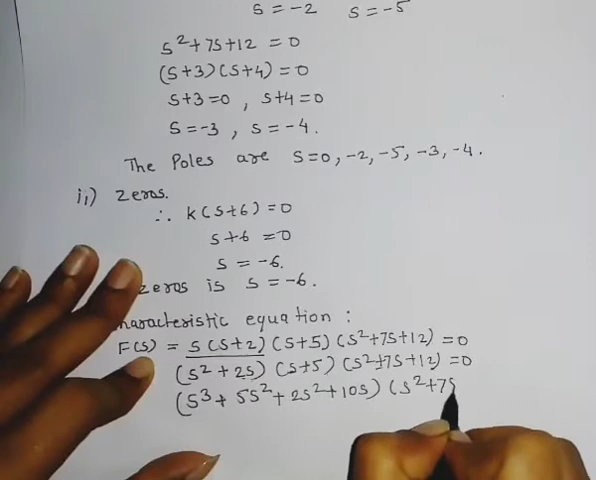 s = -2 s = -5
s² + 7s + 12 = 0
(s+3)(s+4) = 0
s+3 = 0 , s+4 = 0
s = -3 , s = -4.
The Poles are s=0, -2, -5, -3, -4.
ii) zeros.
∴ k(s+6) = 0
s+6 = 0
s = -6.
zeros is s = -6.
haracteristic equation :
F(s) = s(s+2)(s+5)(s²+7s+12) = 0
(s² + 2s)(s+5)(s²+7s+12) = 0
(s³ + 5s² + 2s² + 10s)(s²+7s